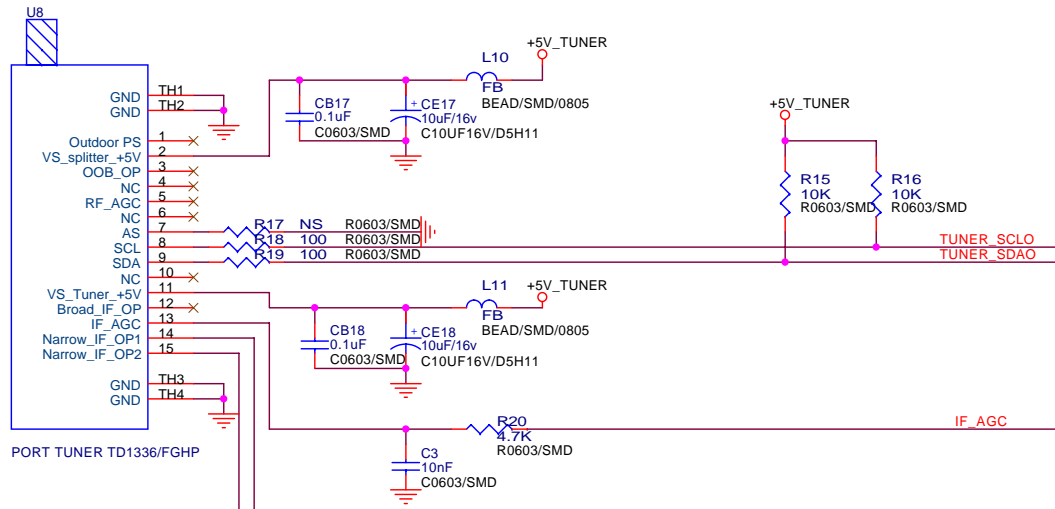 U8
GND TH1
GND TH2
Outdoor PS 1
VS_splitter_+5V 2
OOB_OP 3
NC 4
RF_AGC 5
NC 6
AS 7
SCL 8
SDA 9
NC 10
VS_Tuner_+5V 11
Broad_IF_OP 12
IF_AGC 13
Narrow_IF_OP1 14
Narrow_IF_OP2 15
GND TH3
GND TH4
PORT TUNER TD1336/FGHP
+5V_TUNER
L10
FB
BEAD/SMD/0805
CB17
0.1uF
C0603/SMD
+
CE17
10uF/16v
C10UF16V/D5H11
R17 NS R0603/SMD
R18 100 R0603/SMD
R19 100 R0603/SMD
+5V_TUNER
R15
10K
R0603/SMD
R16
10K
R0603/SMD
TUNER_SCLO
TUNER_SDAO
+5V_TUNER
L11
FB
BEAD/SMD/0805
CB18
0.1uF
C0603/SMD
+
CE18
10uF/16v
C10UF16V/D5H11
R20
4.7K
R0603/SMD
IF_AGC
C3
10nF
C0603/SMD